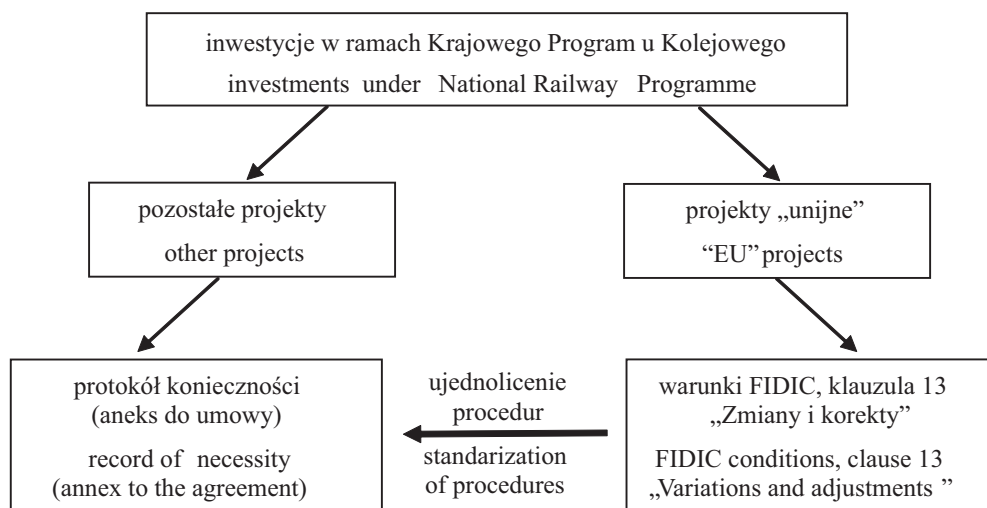 inwestycje w ramach Krajowego Program u Kolejowego
investments under National Railway Programme
pozostałe projekty
other projects
projekty „unijne”
“EU” projects
protokół konieczności
(aneks do umowy)
record of necessity
(annex to the agreement)
ujednolicenie
procedur
standarization
of procedures
warunki FIDIC, klauzula 13
„Zmiany i korekty”
FIDIC conditions, clause 13
„Variations and adjustments ”